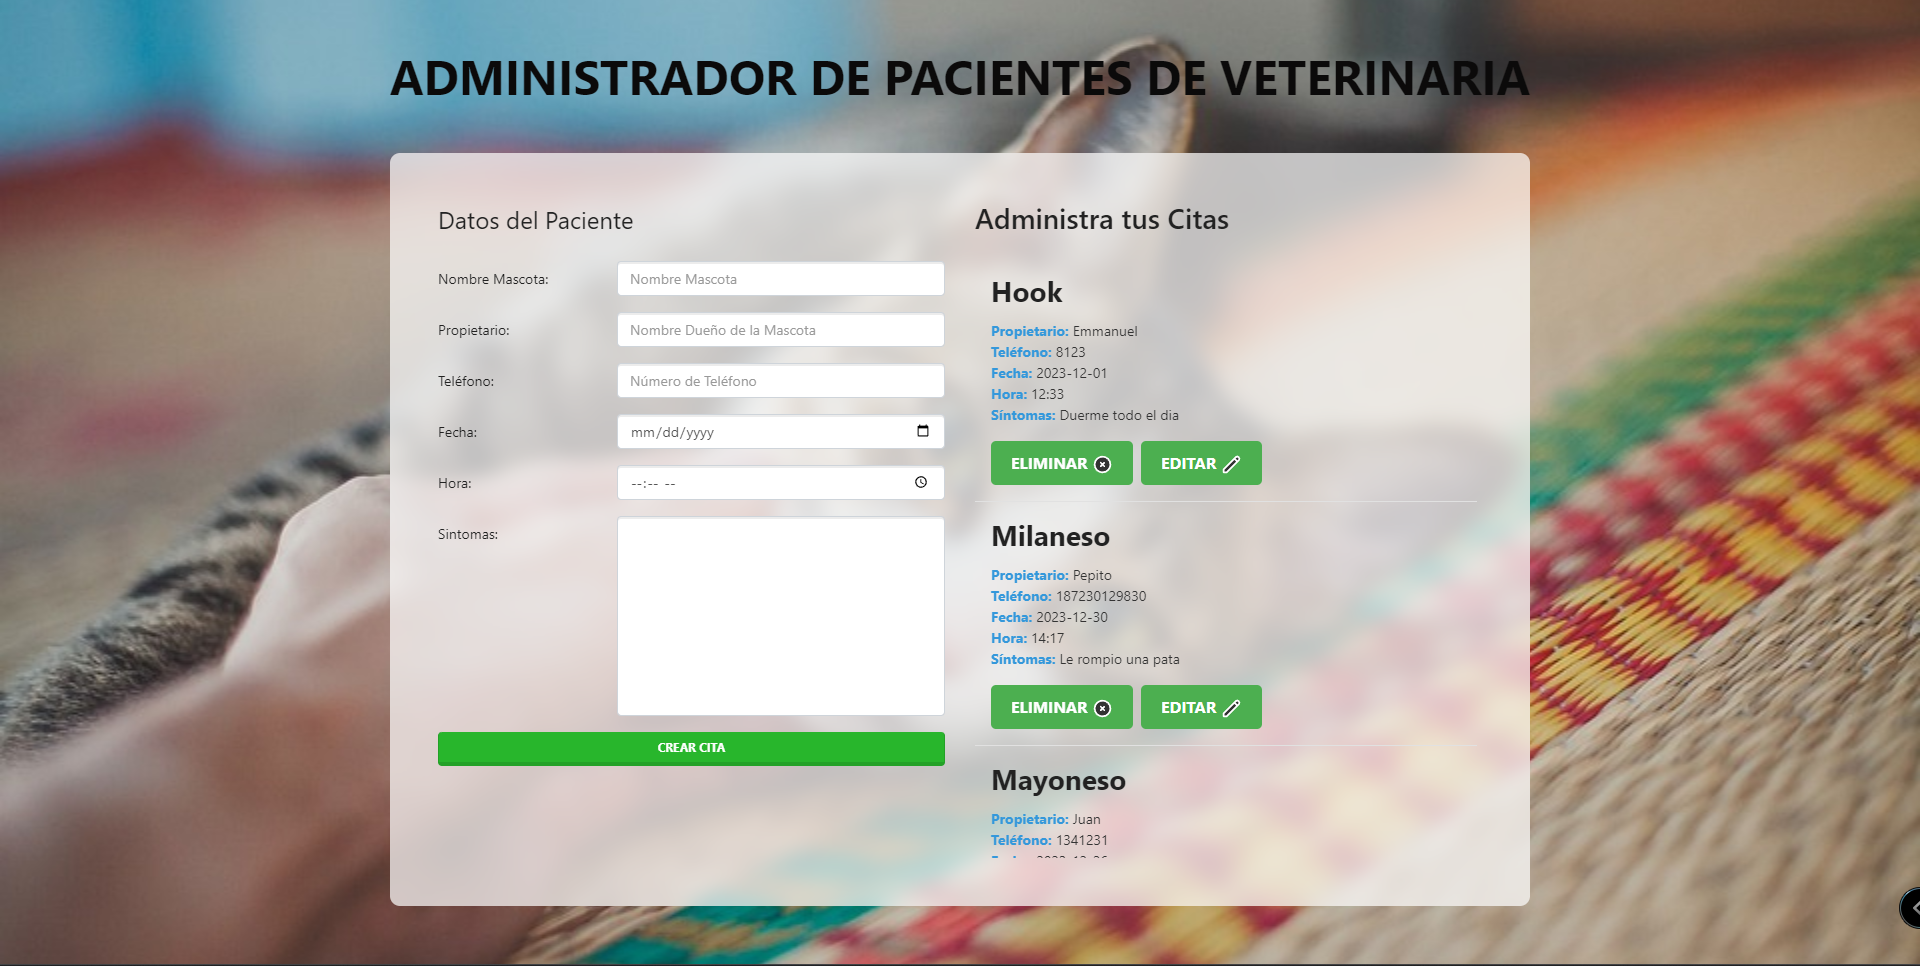 ADMINISTRADOR DE PACIENTES DE VETERINARIA
Datos del Paciente
Nombre Mascota:
Nombre Mascota
Propietario:
Nombre Dueño de la Mascota
Teléfono:
Número de Teléfono
Fecha:
mm/dd/yyyy
Hora:
--:-- --
Sintomas:
CREAR CITA
Administra tus Citas
Hook
Propietario: Emmanuel
Teléfono: 8123
Fecha: 2023-12-01
Hora: 12:33
Síntomas: Duerme todo el dia
ELIMINAR EDITAR
Milaneso
Propietario: Pepito
Teléfono: 187230129830
Fecha: 2023-12-30
Hora: 14:17
Síntomas: Le rompio una pata
ELIMINAR EDITAR
Mayoneso
Propietario: Juan
Teléfono: 1341231